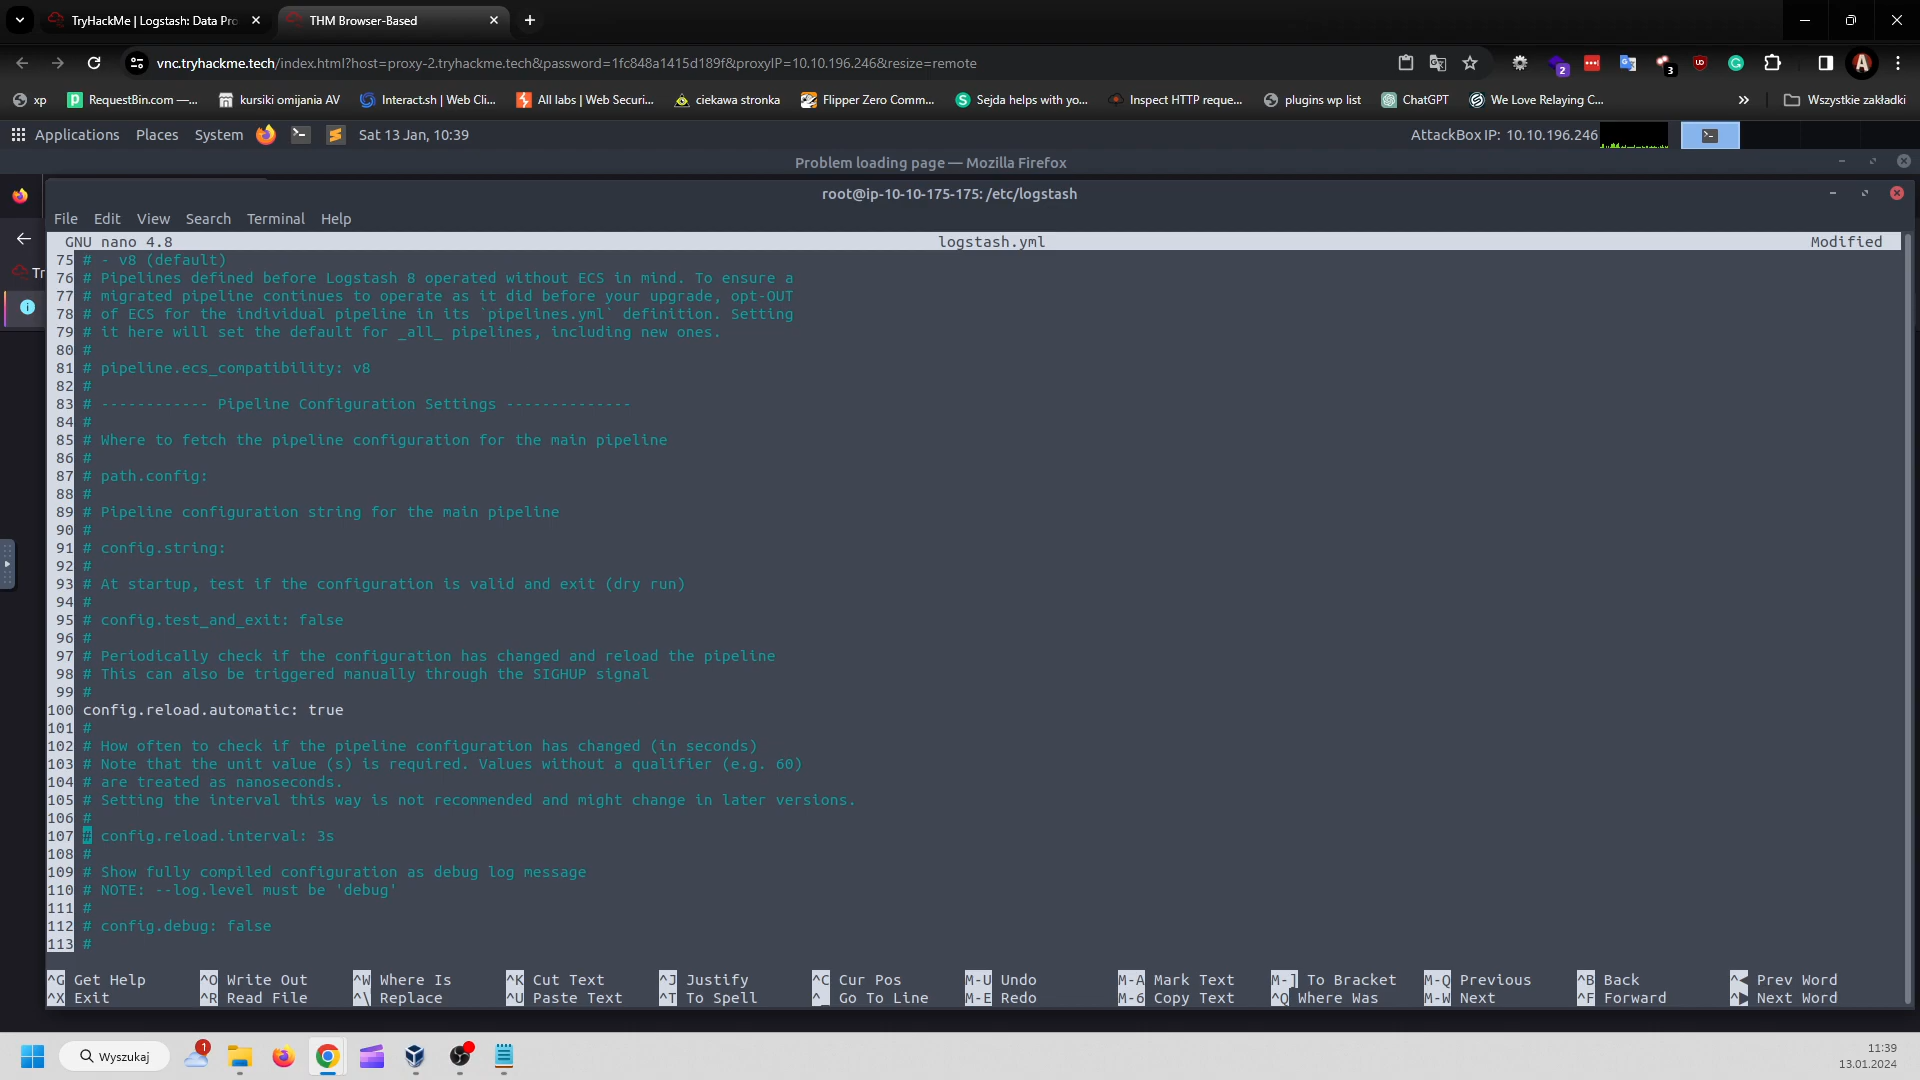 TryHackMe | Logstash: Data Pro
THM Browser-Based
vnc.tryhackme.tech/index.html?host=proxy-2.tryhackme.tech&password=1fc848a1415d189f&proxyIP=10.10.196.246&resize=remote
2
3
A
xp
RequestBin.com —...
kursiki omijania AV
Interact.sh | Web Cli...
All labs | Web Securi...
ciekawa stronka
Flipper Zero Comm...
Sejda helps with yo...
Inspect HTTP reque...
plugins wp list
ChatGPT
We Love Relaying C...
Wszystkie zakładki
Applications Places System
Sat 13 Jan, 10:39
AttackBox IP: 10.10.196.246
Problem loading page — Mozilla Firefox
root@ip-10-10-175-175: /etc/logstash
File Edit View Search Terminal Help
GNU nano 4.8 logstash.yml Modified
75 # - v8 (default)
76 # Pipelines defined before Logstash 8 operated without ECS in mind. To ensure a
77 # migrated pipeline continues to operate as it did before your upgrade, opt-OUT
78 # of ECS for the individual pipeline in its `pipelines.yml` definition. Setting
79 # it here will set the default for _all_ pipelines, including new ones.
80 #
81 # pipeline.ecs_compatibility: v8
82 #
83 # ------------ Pipeline Configuration Settings --------------
84 #
85 # Where to fetch the pipeline configuration for the main pipeline
86 #
87 # path.config:
88 #
89 # Pipeline configuration string for the main pipeline
90 #
91 # config.string:
92 #
93 # At startup, test if the configuration is valid and exit (dry run)
94 #
95 # config.test_and_exit: false
96 #
97 # Periodically check if the configuration has changed and reload the pipeline
98 # This can also be triggered manually through the SIGHUP signal
99 #
100 config.reload.automatic: true
101 #
102 # How often to check if the pipeline configuration has changed (in seconds)
103 # Note that the unit value (s) is required. Values without a qualifier (e.g. 60)
104 # are treated as nanoseconds.
105 # Setting the interval this way is not recommended and might change in later versions.
106 #
107 # config.reload.interval: 3s
108 #
109 # Show fully compiled configuration as debug log message
110 # NOTE: --log.level must be 'debug'
111 #
112 # config.debug: false
113 #
^G Get Help ^O Write Out ^W Where Is ^K Cut Text ^J Justify ^C Cur Pos M-U Undo M-A Mark Text M-] To Bracket M-Q Previous ^B Back ^◀ Prev Word
^X Exit ^R Read File ^\ Replace ^U Paste Text ^T To Spell ^_ Go To Line M-E Redo M-6 Copy Text ^Q Where Was M-W Next ^F Forward ^▶ Next Word
Tr
1
Wyszukaj
11:39
13.01.2024